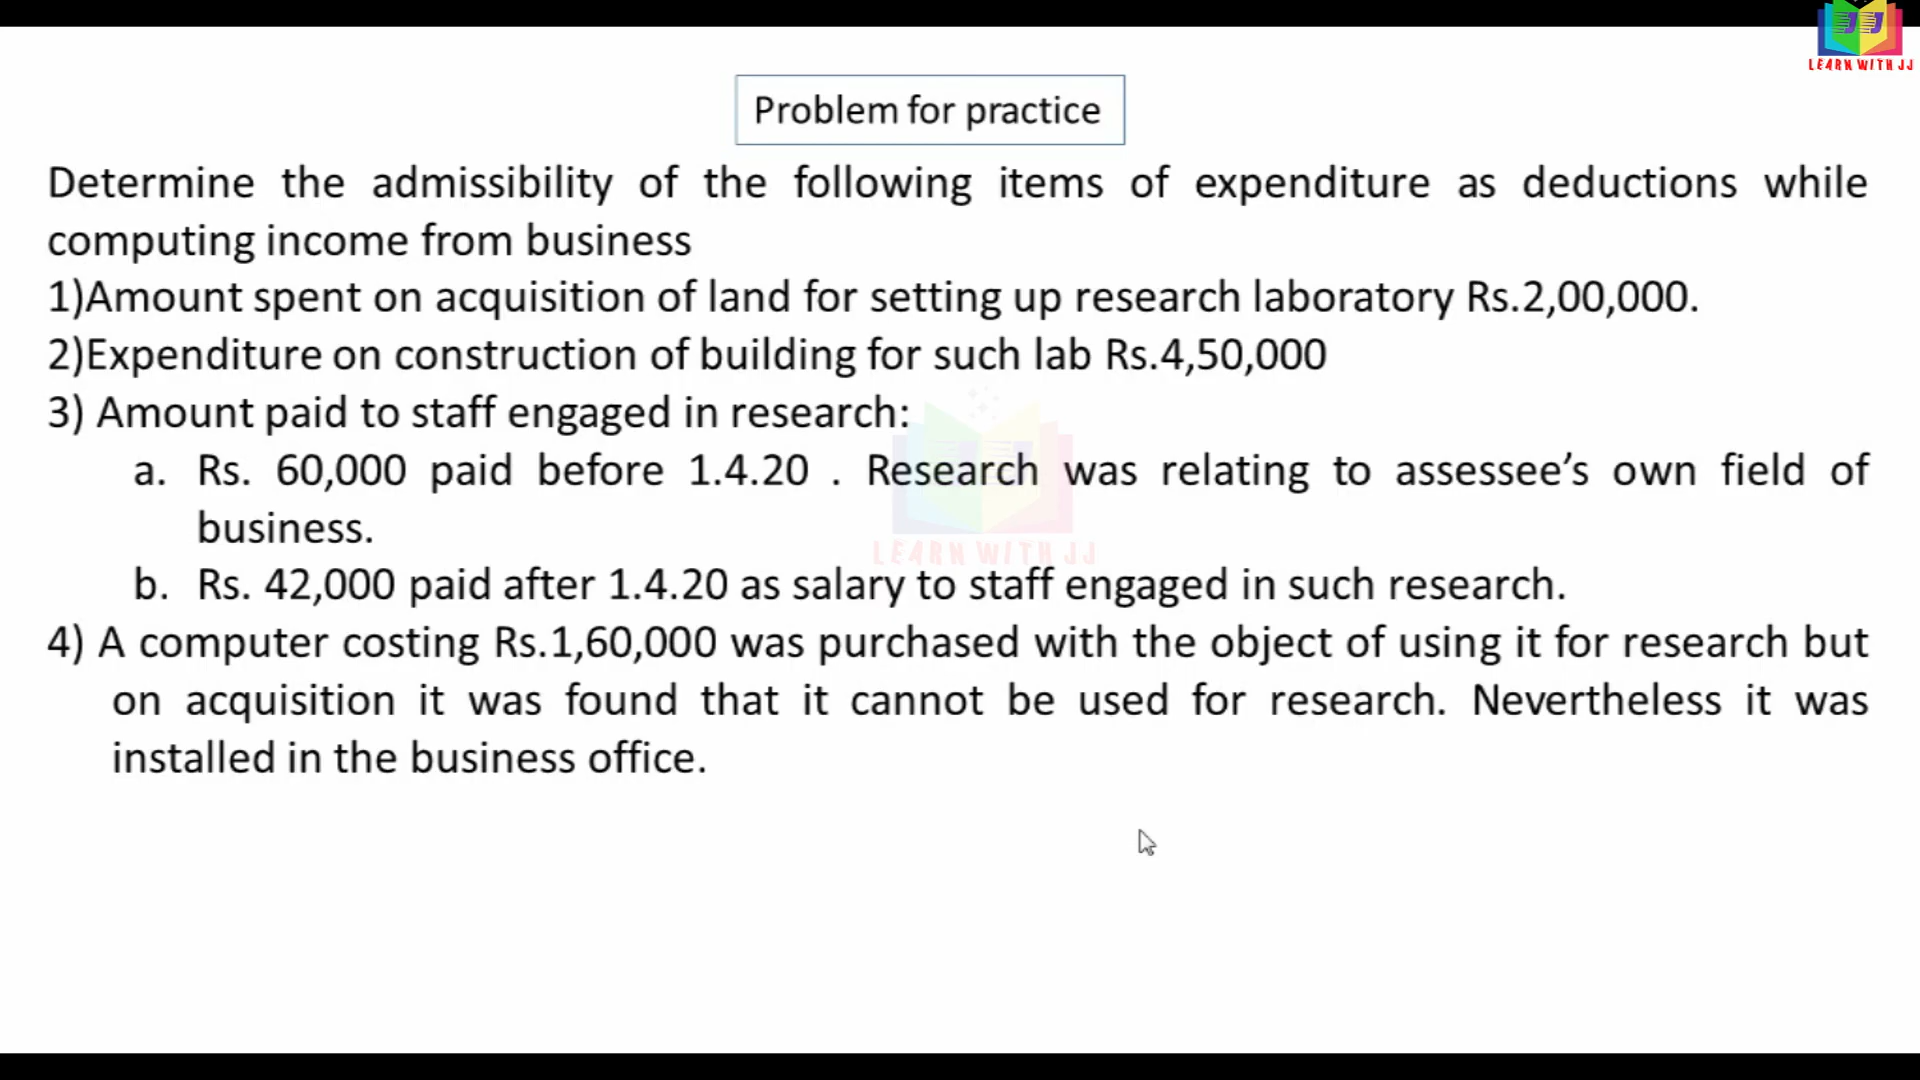 LEARN WITH JJ
Problem for practice
Determine the admissibility of the following items of expenditure as deductions while
computing income from business
1)Amount spent on acquisition of land for setting up research laboratory Rs.2,00,000.
2)Expenditure on construction of building for such lab Rs.4,50,000
3) Amount paid to staff engaged in research:
a. Rs. 60,000 paid before 1.4.20 . Research was relating to assessee’s own field of
business.
LEARN WITH JJ
b. Rs. 42,000 paid after 1.4.20 as salary to staff engaged in such research.
4) A computer costing Rs.1,60,000 was purchased with the object of using it for research but
on acquisition it was found that it cannot be used for research. Nevertheless it was
installed in the business office.